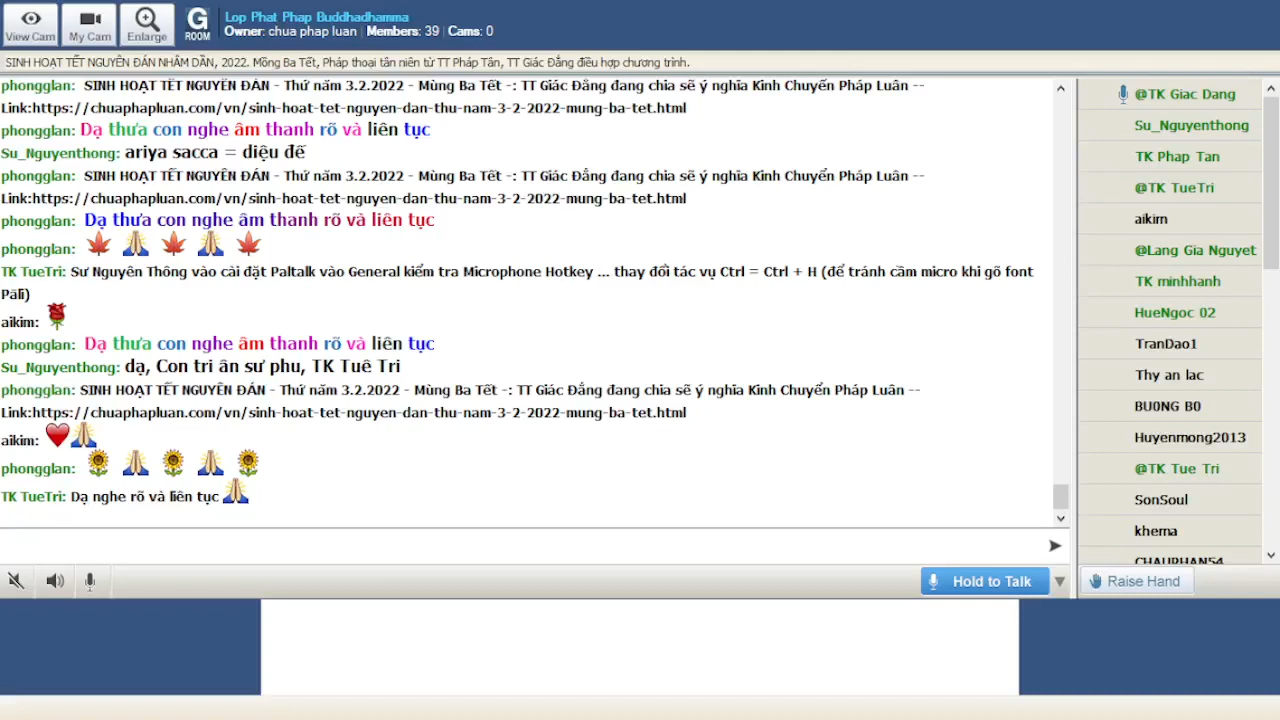 View Cam
My Cam
Enlarge
G
ROOM
Lop Phat Phap Buddhadhamma
Owner: chua phap luan | Members: 39 | Cams: 0
SINH HOẠT TẾT NGUYÊN ĐÁN NHÂM DẦN, 2022. Mồng Ba Tết, Pháp thoại tân niên từ TT Pháp Tân, TT Giác Đẳng điều hợp chương trình.
phongglan: SINH HOẠT TẾT NGUYÊN ĐÁN - Thứ năm 3.2.2022 - Mùng Ba Tết -: TT Giác Đẳng đang chia sẽ ý nghĩa Kinh Chuyển Pháp Luân --
Link:https://chuaphapluan.com/vn/sinh-hoat-tet-nguyen-dan-thu-nam-3-2-2022-mung-ba-tet.html
phongglan: Dạ thưa con nghe âm thanh rõ và liên tục
Su_Nguyenthong: ariya sacca = diệu đế
phongglan: SINH HOẠT TẾT NGUYÊN ĐÁN - Thứ năm 3.2.2022 - Mùng Ba Tết -: TT Giác Đẳng đang chia sẽ ý nghĩa Kinh Chuyển Pháp Luân --
Link:https://chuaphapluan.com/vn/sinh-hoat-tet-nguyen-dan-thu-nam-3-2-2022-mung-ba-tet.html
phongglan: Dạ thưa con nghe âm thanh rõ và liên tục
phongglan: 🍁 🙏 🍁 🙏 🍁
TK TueTri: Sư Nguyên Thông vào cài đặt Paltalk vào General kiểm tra Microphone Hotkey ... thay đổi tác vụ Ctrl = Ctrl + H (để tránh cầm micro khi gõ font
Pāli)
aikim: 🌹
phongglan: Dạ thưa con nghe âm thanh rõ và liên tục
Su_Nguyenthong: dạ, Con tri ân sư phu, TK Tuê Tri
phongglan: SINH HOẠT TẾT NGUYÊN ĐÁN - Thứ năm 3.2.2022 - Mùng Ba Tết -: TT Giác Đẳng đang chia sẽ ý nghĩa Kinh Chuyển Pháp Luân --
Link:https://chuaphapluan.com/vn/sinh-hoat-tet-nguyen-dan-thu-nam-3-2-2022-mung-ba-tet.html
aikim: ❤️🙏
phongglan: 🌻 🙏 🌻 🙏 🌻
TK TueTri: Dạ nghe rõ và liên tục 🙏
Hold to Talk
@TK Giac Dang
Su_Nguyenthong
TK Phap Tan
@TK TueTri
aikim
@Lang Gia Nguyet
TK minhhanh
HueNgoc 02
TranDao1
Thy an lac
BU0NG B0
Huyenmong2013
@TK Tue Tri
SonSoul
khema
CHAUPHAN54
Raise Hand